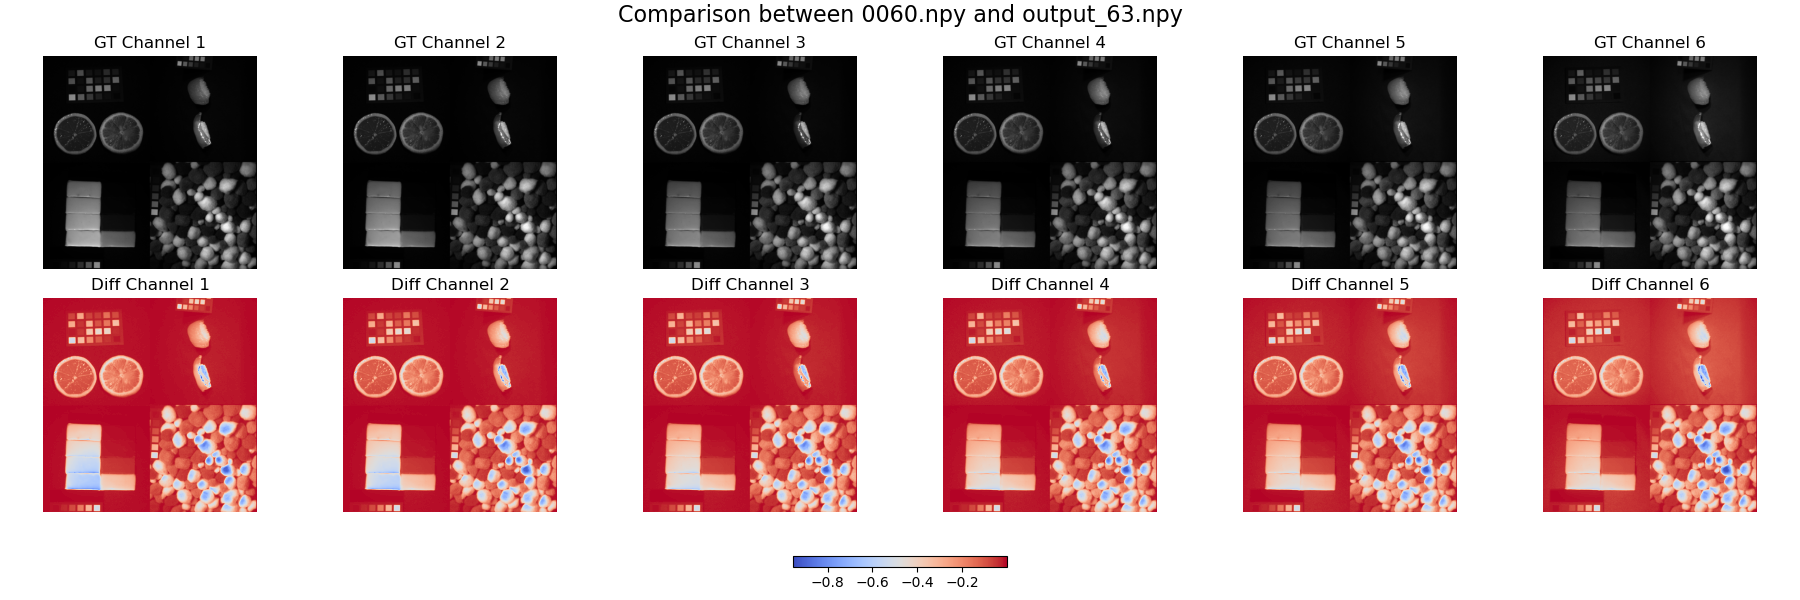 Comparison between 0060.npy and output_63.npy
GT Channel 1 GT Channel 2 GT Channel 3 GT Channel 4 GT Channel 5 GT Channel 6
Diff Channel 1 Diff Channel 2 Diff Channel 3 Diff Channel 4 Diff Channel 5 Diff Channel 6
−0.8 −0.6 −0.4 −0.2